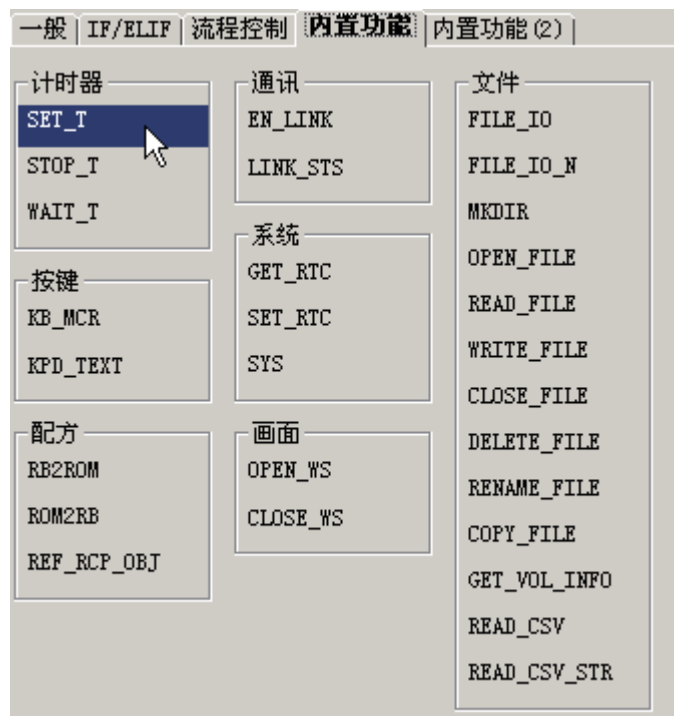 一般 IF/ELIF 流程控制 内置功能 内置功能(2)
计时器
SET_T
STOP_T
WAIT_T
按键
KB_MCR
KPD_TEXT
配方
RB2ROM
ROM2RB
REF_RCP_OBJ
通讯
EN_LINK
LINK_STS
系统
GET_RTC
SET_RTC
SYS
画面
OPEN_WS
CLOSE_WS
文件
FILE_IO
FILE_IO_N
MKDIR
OPEN_FILE
READ_FILE
WRITE_FILE
CLOSE_FILE
DELETE_FILE
RENAME_FILE
COPY_FILE
GET_VOL_INFO
READ_CSV
READ_CSV_STR